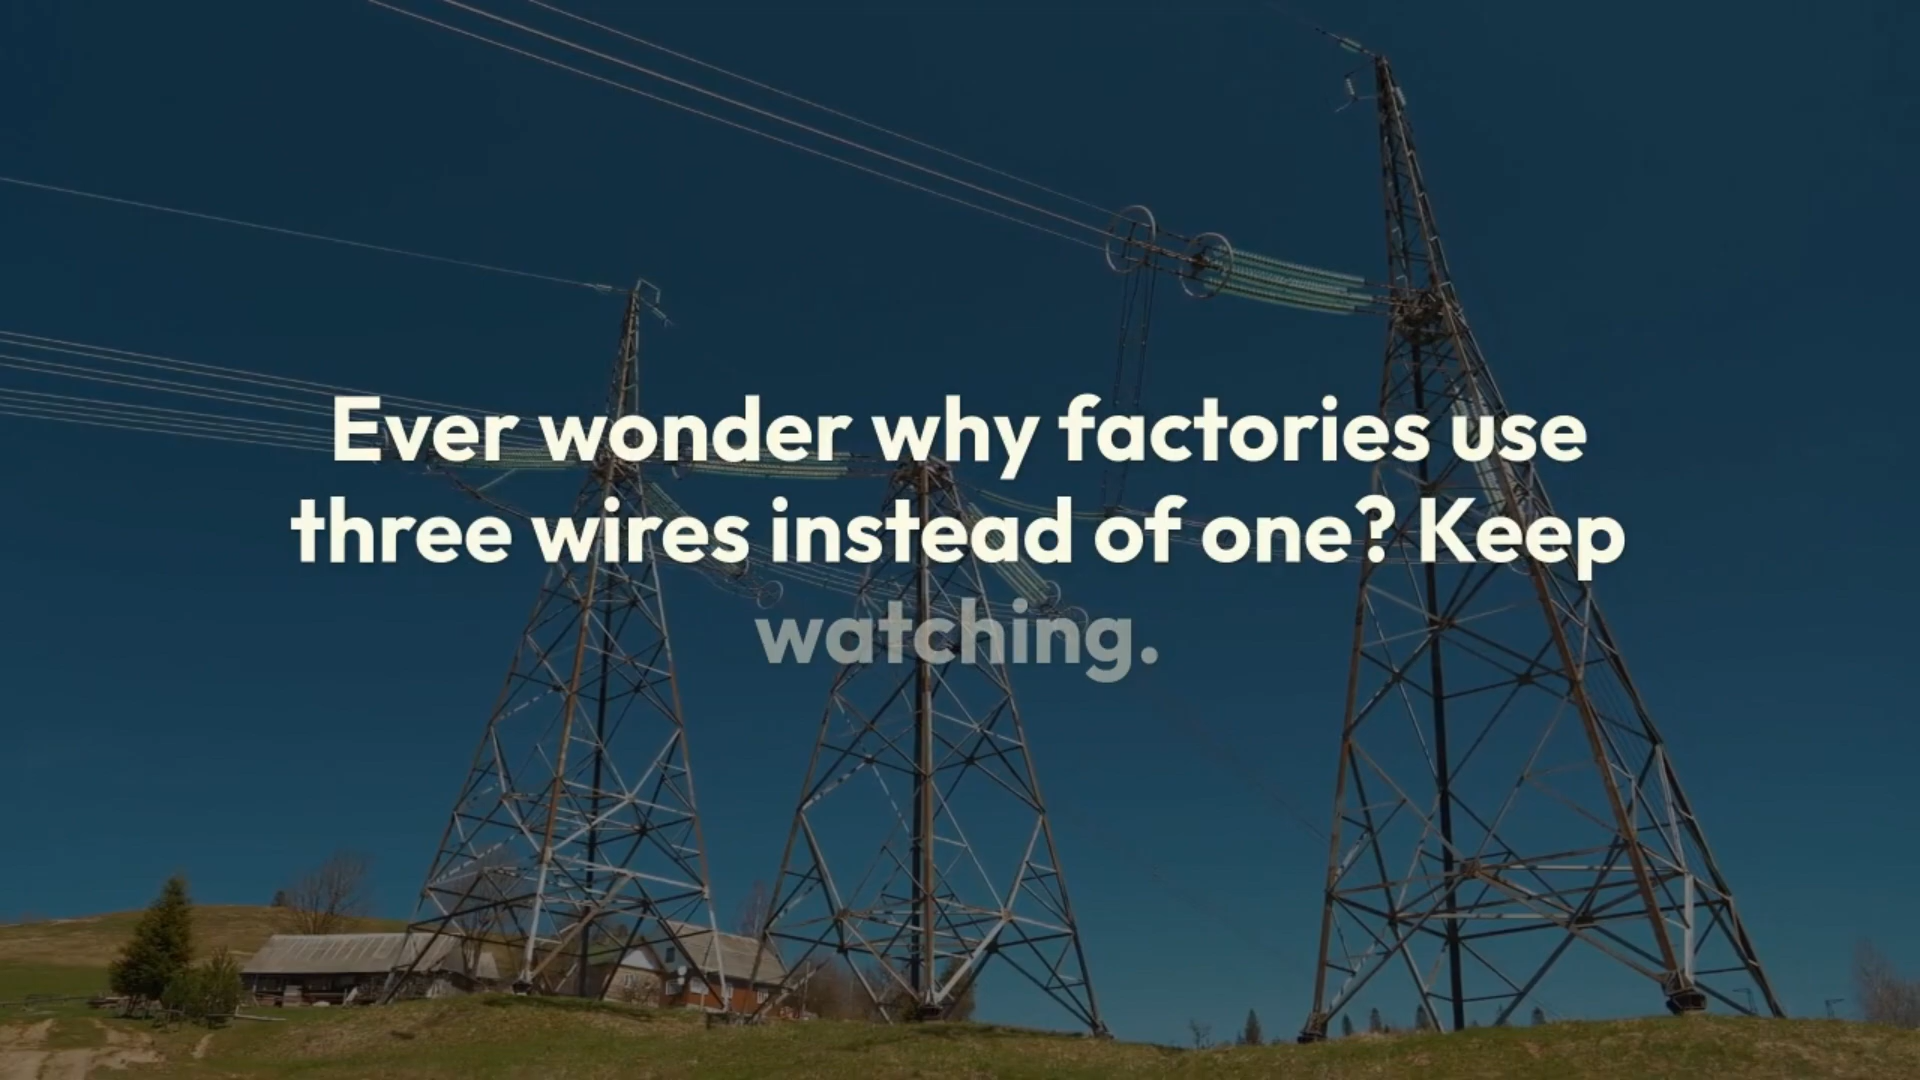 Ever wonder why factories use
three wires instead of one? Keep
watching.